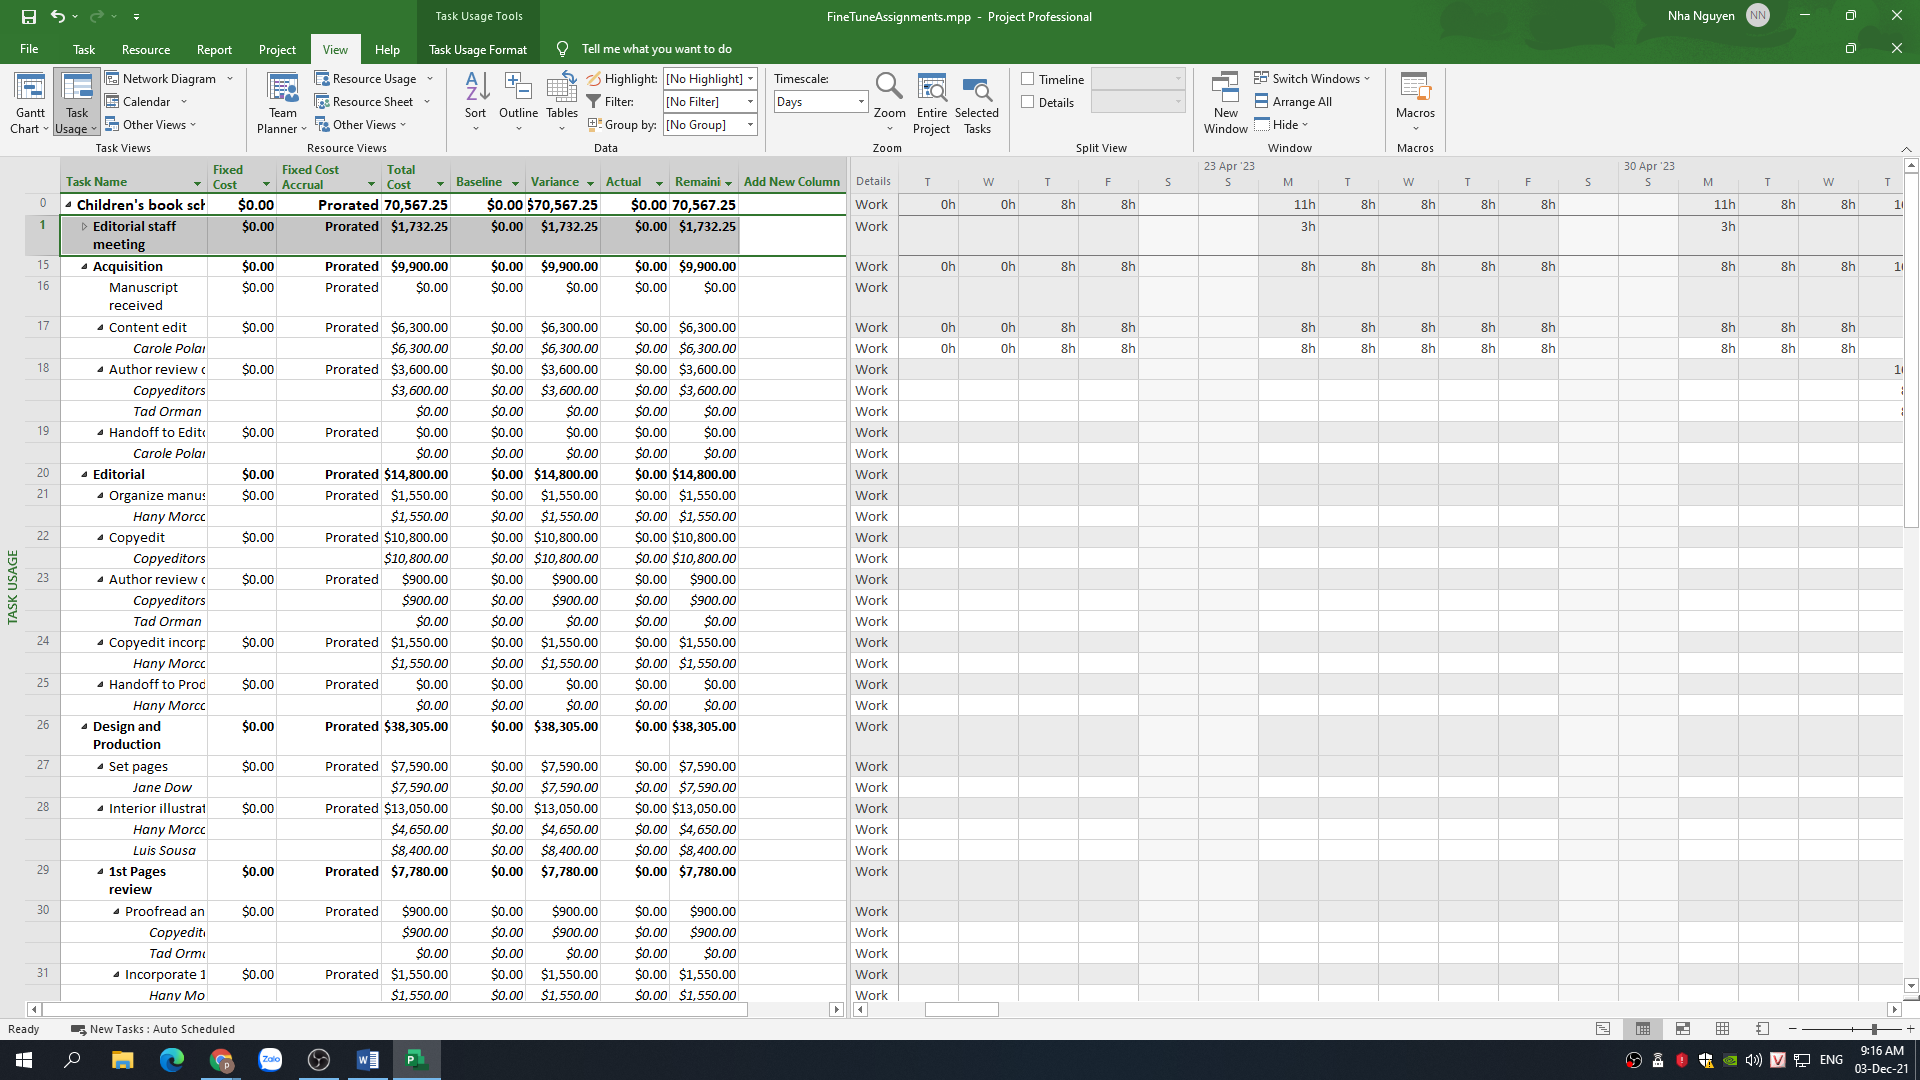 Task Usage Tools
FineTuneAssignments.mpp - Project Professional
Nha Nguyen NN
File Task Resource Report Project View Help Task Usage Format Tell me what you want to do
Gantt Chart
Task Usage
Network Diagram
Calendar
Other Views
Task Views
Team Planner
Resource Usage
Resource Sheet
Other Views
Resource Views
Sort
Outline
Tables
Highlight: [No Highlight]
Filter: [No Filter]
Group by: [No Group]
Data
Timescale:
Days
Zoom
Entire Project
Selected Tasks
Zoom
Timeline
Details
Split View
New Window
Switch Windows
Arrange All
Hide
Window
Macros
Macros
Task Name Fixed Cost Fixed Cost Accrual Total Cost Baseline Variance Actual Remaini Add New Column
Details 23 Apr '23 30 Apr '23
T W T F S S M T W T F S S M T W T
0 Children's book sch $0.00 Prorated 70,567.25 $0.00 $70,567.25 $0.00 70,567.25 Work 0h 0h 8h 8h 11h 8h 8h 8h 8h 11h 8h 8h
1 Editorial staff meeting $0.00 Prorated $1,732.25 $0.00 $1,732.25 $0.00 $1,732.25 Work 3h 3h
15 Acquisition $0.00 Prorated $9,900.00 $0.00 $9,900.00 $0.00 $9,900.00 Work 0h 0h 8h 8h 8h 8h 8h 8h 8h 8h 8h 8h
16 Manuscript received $0.00 Prorated $0.00 $0.00 $0.00 $0.00 $0.00 Work
17 Content edit $0.00 Prorated $6,300.00 $0.00 $6,300.00 $0.00 $6,300.00 Work 0h 0h 8h 8h 8h 8h 8h 8h 8h 8h 8h 8h
Carole Polan $6,300.00 $0.00 $6,300.00 $0.00 $6,300.00 Work 0h 0h 8h 8h 8h 8h 8h 8h 8h 8h 8h 8h
18 Author review c $0.00 Prorated $3,600.00 $0.00 $3,600.00 $0.00 $3,600.00 Work
Copyeditors $3,600.00 $0.00 $3,600.00 $0.00 $3,600.00 Work
Tad Orman $0.00 $0.00 $0.00 $0.00 $0.00 Work
19 Handoff to Edito $0.00 Prorated $0.00 $0.00 $0.00 $0.00 $0.00 Work
Carole Polan $0.00 $0.00 $0.00 $0.00 $0.00 Work
20 Editorial $0.00 Prorated $14,800.00 $0.00 $14,800.00 $0.00 $14,800.00 Work
21 Organize manus $0.00 Prorated $1,550.00 $0.00 $1,550.00 $0.00 $1,550.00 Work
Hany Morco $1,550.00 $0.00 $1,550.00 $0.00 $1,550.00 Work
22 Copyedit $0.00 Prorated $10,800.00 $0.00 $10,800.00 $0.00 $10,800.00 Work
Copyeditors $10,800.00 $0.00 $10,800.00 $0.00 $10,800.00 Work
23 Author review c $0.00 Prorated $900.00 $0.00 $900.00 $0.00 $900.00 Work
Copyeditors $900.00 $0.00 $900.00 $0.00 $900.00 Work
Tad Orman $0.00 $0.00 $0.00 $0.00 $0.00 Work
24 Copyedit incorp $0.00 Prorated $1,550.00 $0.00 $1,550.00 $0.00 $1,550.00 Work
Hany Morco $1,550.00 $0.00 $1,550.00 $0.00 $1,550.00 Work
25 Handoff to Prod $0.00 Prorated $0.00 $0.00 $0.00 $0.00 $0.00 Work
Hany Morco $0.00 $0.00 $0.00 $0.00 $0.00 Work
26 Design and Production $0.00 Prorated $38,305.00 $0.00 $38,305.00 $0.00 $38,305.00 Work
27 Set pages $0.00 Prorated $7,590.00 $0.00 $7,590.00 $0.00 $7,590.00 Work
Jane Dow $7,590.00 $0.00 $7,590.00 $0.00 $7,590.00 Work
28 Interior illustrat $0.00 Prorated $13,050.00 $0.00 $13,050.00 $0.00 $13,050.00 Work
Hany Morco $4,650.00 $0.00 $4,650.00 $0.00 $4,650.00 Work
Luis Sousa $8,400.00 $0.00 $8,400.00 $0.00 $8,400.00 Work
29 1st Pages review $0.00 Prorated $7,780.00 $0.00 $7,780.00 $0.00 $7,780.00 Work
30 Proofread an $0.00 Prorated $900.00 $0.00 $900.00 $0.00 $900.00 Work
Copyedito $900.00 $0.00 $900.00 $0.00 $900.00 Work
Tad Orma $0.00 $0.00 $0.00 $0.00 $0.00 Work
31 Incorporate 1 $0.00 Prorated $1,550.00 $0.00 $1,550.00 $0.00 $1,550.00 Work
Hany Mo $1,550.00 $0.00 $1,550.00 $0.00 $1,550.00 Work
TASK USAGE
Ready New Tasks : Auto Scheduled
Zalo
ENG 9:16 AM
03-Dec-21